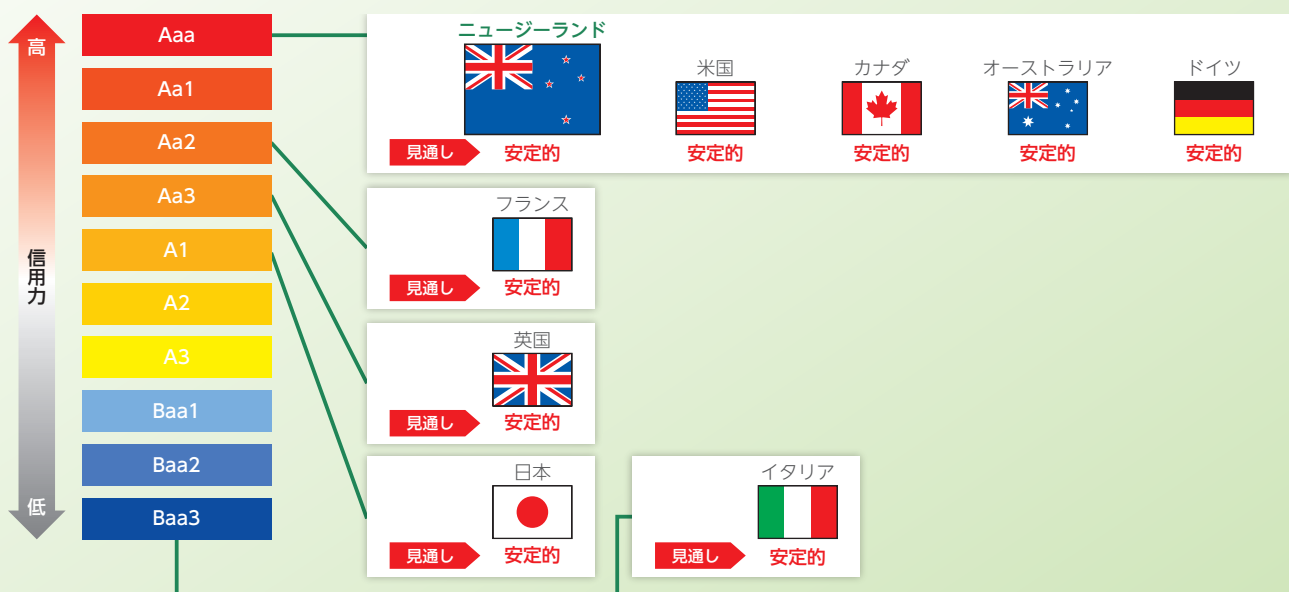 高
信用力
低
Aaa
Aa1
Aa2
Aa3
A1
A2
A3
Baa1
Baa2
Baa3
ニュージーランド
米国
カナダ
オーストラリア
ドイツ
見通し 安定的 安定的 安定的 安定的 安定的
フランス
見通し 安定的
英国
見通し 安定的
日本
見通し 安定的
イタリア
見通し 安定的